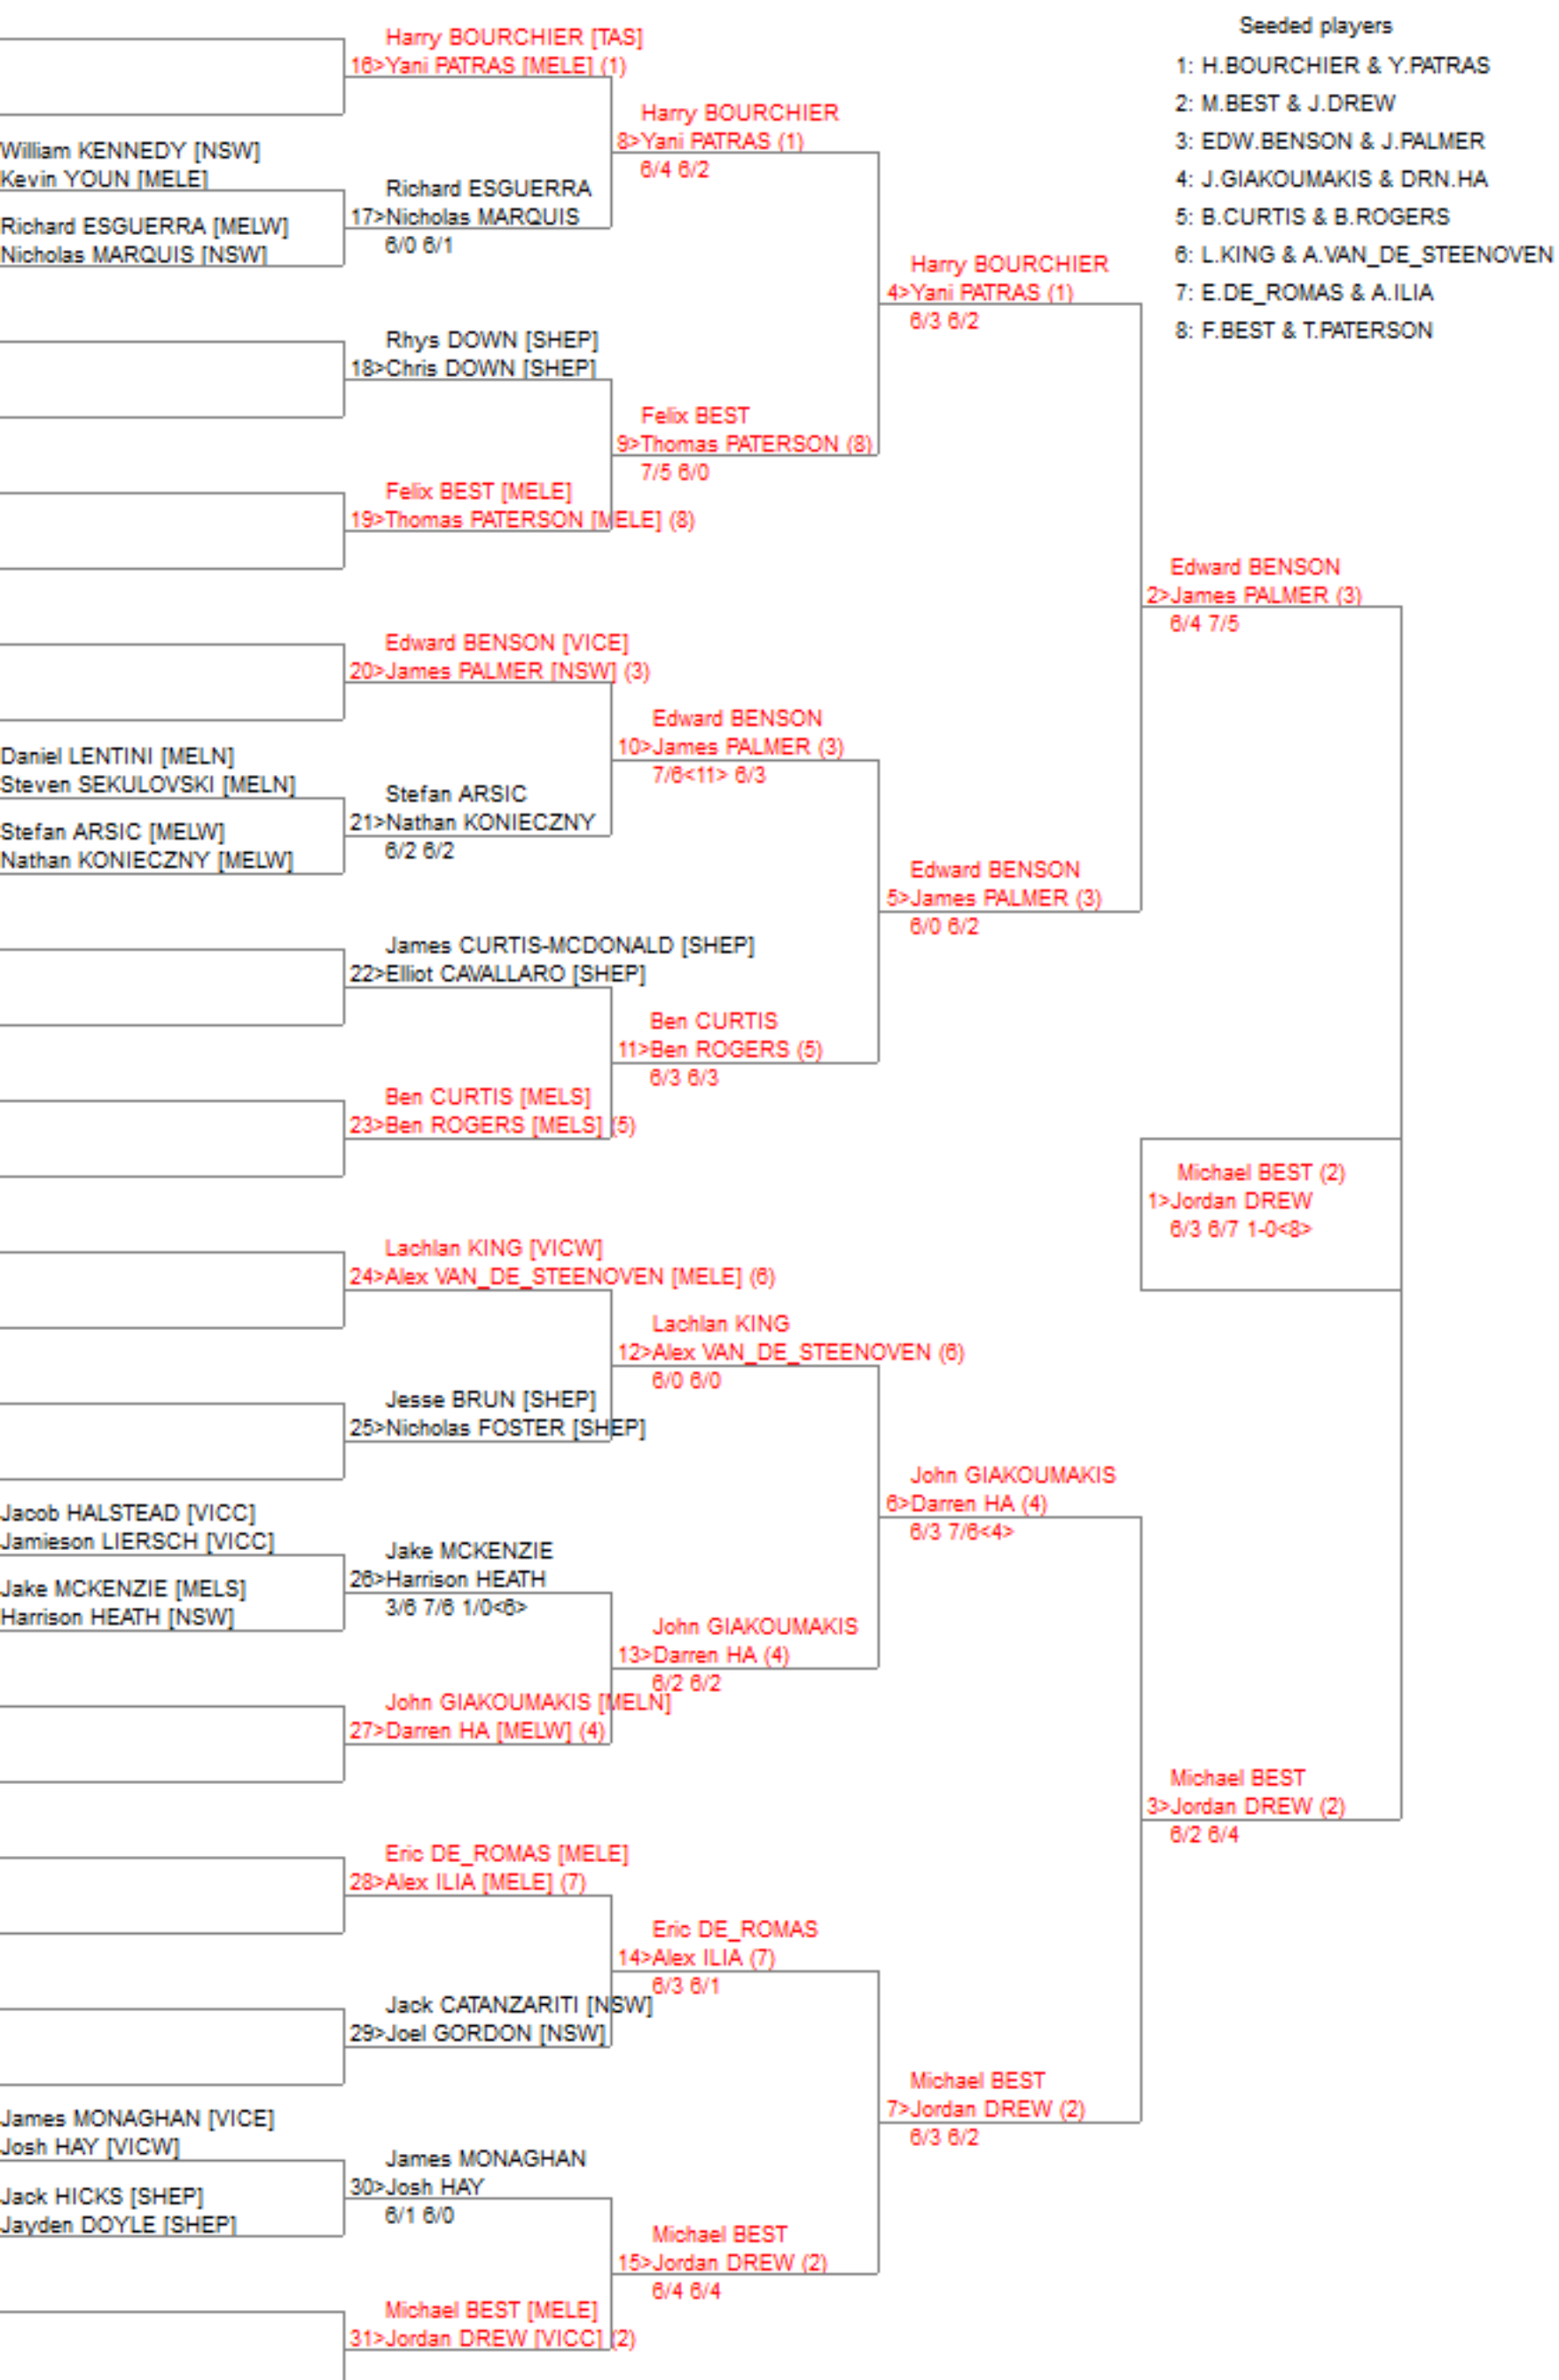 Harry BOURCHIER [TAS]
16>Yani PATRAS [MELE] (1)
Seeded players
1: H.BOURCHIER & Y.PATRAS
2: M.BEST & J.DREW
3: EDW.BENSON & J.PALMER
4: J.GIAKOUMAKIS & DRN.HA
5: B.CURTIS & B.ROGERS
6: L.KING & A.VAN_DE_STEENOVEN
7: E.DE_ROMAS & A.ILIA
8: F.BEST & T.PATERSON
Harry BOURCHIER
8>Yani PATRAS (1)
6/4 6/2
William KENNEDY [NSW]
Kevin YOUN [MELE]
Richard ESGUERRA [MELW]
Nicholas MARQUIS [NSW]
Richard ESGUERRA
17>Nicholas MARQUIS
6/0 6/1
Harry BOURCHIER
4>Yani PATRAS (1)
6/3 6/2
Rhys DOWN [SHEP]
18>Chris DOWN [SHEP]
Felix BEST
9>Thomas PATERSON (8)
7/5 6/0
Felix BEST [MELE]
19>Thomas PATERSON [MELE] (8)
Edward BENSON
2>James PALMER (3)
6/4 7/5
Edward BENSON [VICE]
20>James PALMER [NSW] (3)
Edward BENSON
10>James PALMER (3)
7/6<11> 6/3
Daniel LENTINI [MELN]
Steven SEKULOVSKI [MELN]
Stefan ARSIC [MELW]
Nathan KONIECZNY [MELW]
Stefan ARSIC
21>Nathan KONIECZNY
6/2 6/2
Edward BENSON
5>James PALMER (3)
6/0 6/2
James CURTIS-MCDONALD [SHEP]
22>Elliot CAVALLARO [SHEP]
Ben CURTIS
11>Ben ROGERS (5)
6/3 6/3
Ben CURTIS [MELS]
23>Ben ROGERS [MELS] (5)
Michael BEST (2)
1>Jordan DREW
6/3 6/7 1-0<8>
Lachlan KING [VICW]
24>Alex VAN_DE_STEENOVEN [MELE] (6)
Lachlan KING
12>Alex VAN_DE_STEENOVEN (6)
6/0 6/0
Jesse BRUN [SHEP]
25>Nicholas FOSTER [SHEP]
John GIAKOUMAKIS
6>Darren HA (4)
6/3 7/6<4>
Jacob HALSTEAD [VICC]
Jamieson LIERSCH [VICC]
Jake MCKENZIE [MELS]
Harrison HEATH [NSW]
Jake MCKENZIE
26>Harrison HEATH
3/6 7/6 1/0<6>
John GIAKOUMAKIS
13>Darren HA (4)
6/2 6/2
John GIAKOUMAKIS [MELN]
27>Darren HA [MELW] (4)
Michael BEST
3>Jordan DREW (2)
6/2 6/4
Eric DE_ROMAS [MELE]
28>Alex ILIA [MELE] (7)
Eric DE_ROMAS
14>Alex ILIA (7)
6/3 6/1
Jack CATANZARITI [NSW]
29>Joel GORDON [NSW]
Michael BEST
7>Jordan DREW (2)
6/3 6/2
James MONAGHAN [VICE]
Josh HAY [VICW]
Jack HICKS [SHEP]
Jayden DOYLE [SHEP]
James MONAGHAN
30>Josh HAY
6/1 6/0
Michael BEST
15>Jordan DREW (2)
6/4 6/4
Michael BEST [MELE]
31>Jordan DREW [VICC] (2)